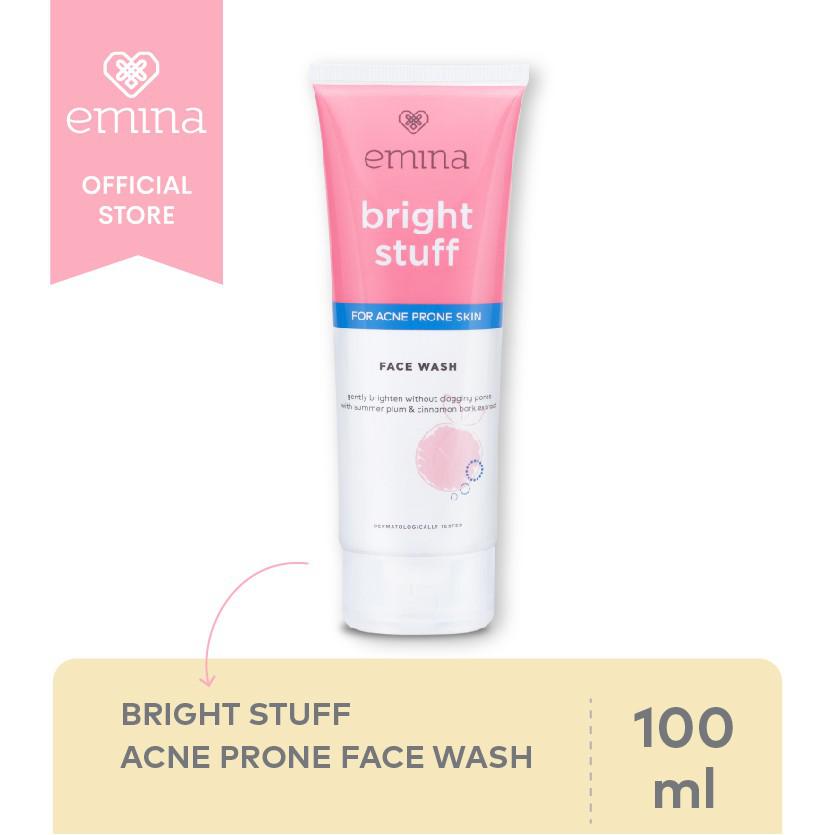 emina
OFFICIAL
STORE
emina
bright
stuff
FOR ACNE PRONE SKIN
FACE WASH
gently brighten without clogging pores
with summer plum & cinnamon bark extract
DERMATOLOGICALLY TESTED
BRIGHT STUFF
ACNE PRONE FACE WASH
100
ml